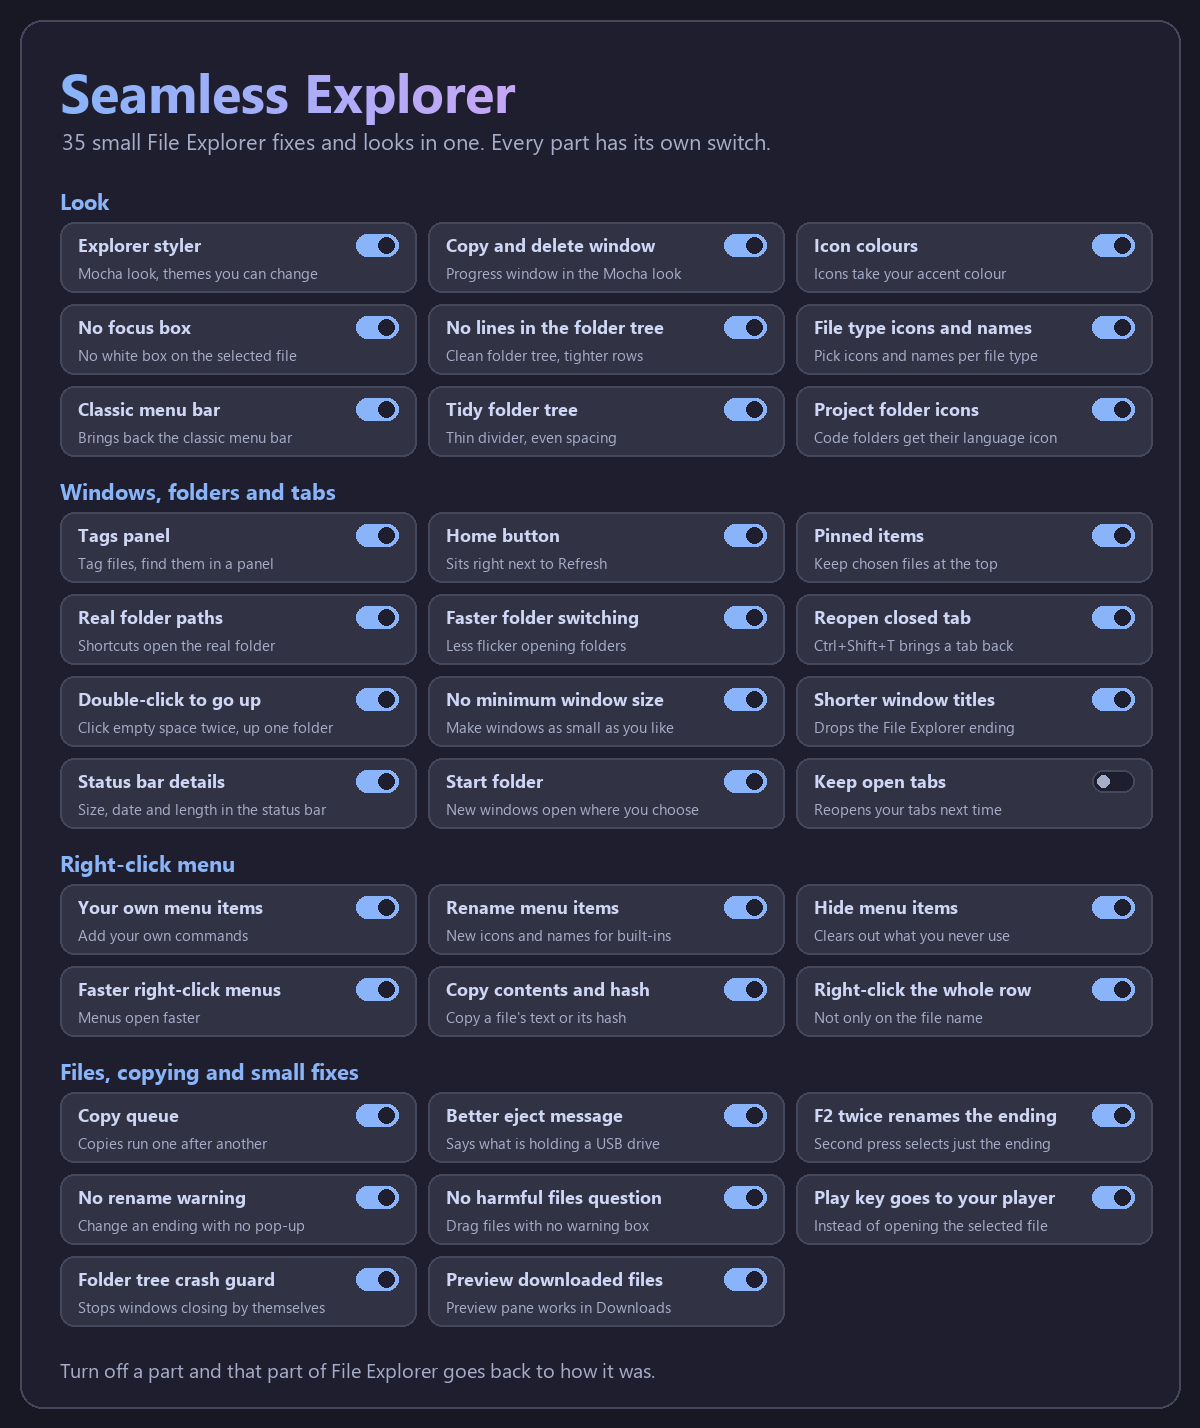 Seamless Explorer
35 small File Explorer fixes and looks in one. Every part has its own switch.
Look
Explorer styler
Mocha look, themes you can change
Copy and delete window
Progress window in the Mocha look
Icon colours
Icons take your accent colour
No focus box
No white box on the selected file
No lines in the folder tree
Clean folder tree, tighter rows
File type icons and names
Pick icons and names per file type
Classic menu bar
Brings back the classic menu bar
Tidy folder tree
Thin divider, even spacing
Project folder icons
Code folders get their language icon
Windows, folders and tabs
Tags panel
Tag files, find them in a panel
Home button
Sits right next to Refresh
Pinned items
Keep chosen files at the top
Real folder paths
Shortcuts open the real folder
Faster folder switching
Less flicker opening folders
Reopen closed tab
Ctrl+Shift+T brings a tab back
Double-click to go up
Click empty space twice, up one folder
No minimum window size
Make windows as small as you like
Shorter window titles
Drops the File Explorer ending
Status bar details
Size, date and length in the status bar
Start folder
New windows open where you choose
Keep open tabs
Reopens your tabs next time
Right-click menu
Your own menu items
Add your own commands
Rename menu items
New icons and names for built-ins
Hide menu items
Clears out what you never use
Faster right-click menus
Menus open faster
Copy contents and hash
Copy a file's text or its hash
Right-click the whole row
Not only on the file name
Files, copying and small fixes
Copy queue
Copies run one after another
Better eject message
Says what is holding a USB drive
F2 twice renames the ending
Second press selects just the ending
No rename warning
Change an ending with no pop-up
No harmful files question
Drag files with no warning box
Play key goes to your player
Instead of opening the selected file
Folder tree crash guard
Stops windows closing by themselves
Preview downloaded files
Preview pane works in Downloads
Turn off a part and that part of File Explorer goes back to how it was.